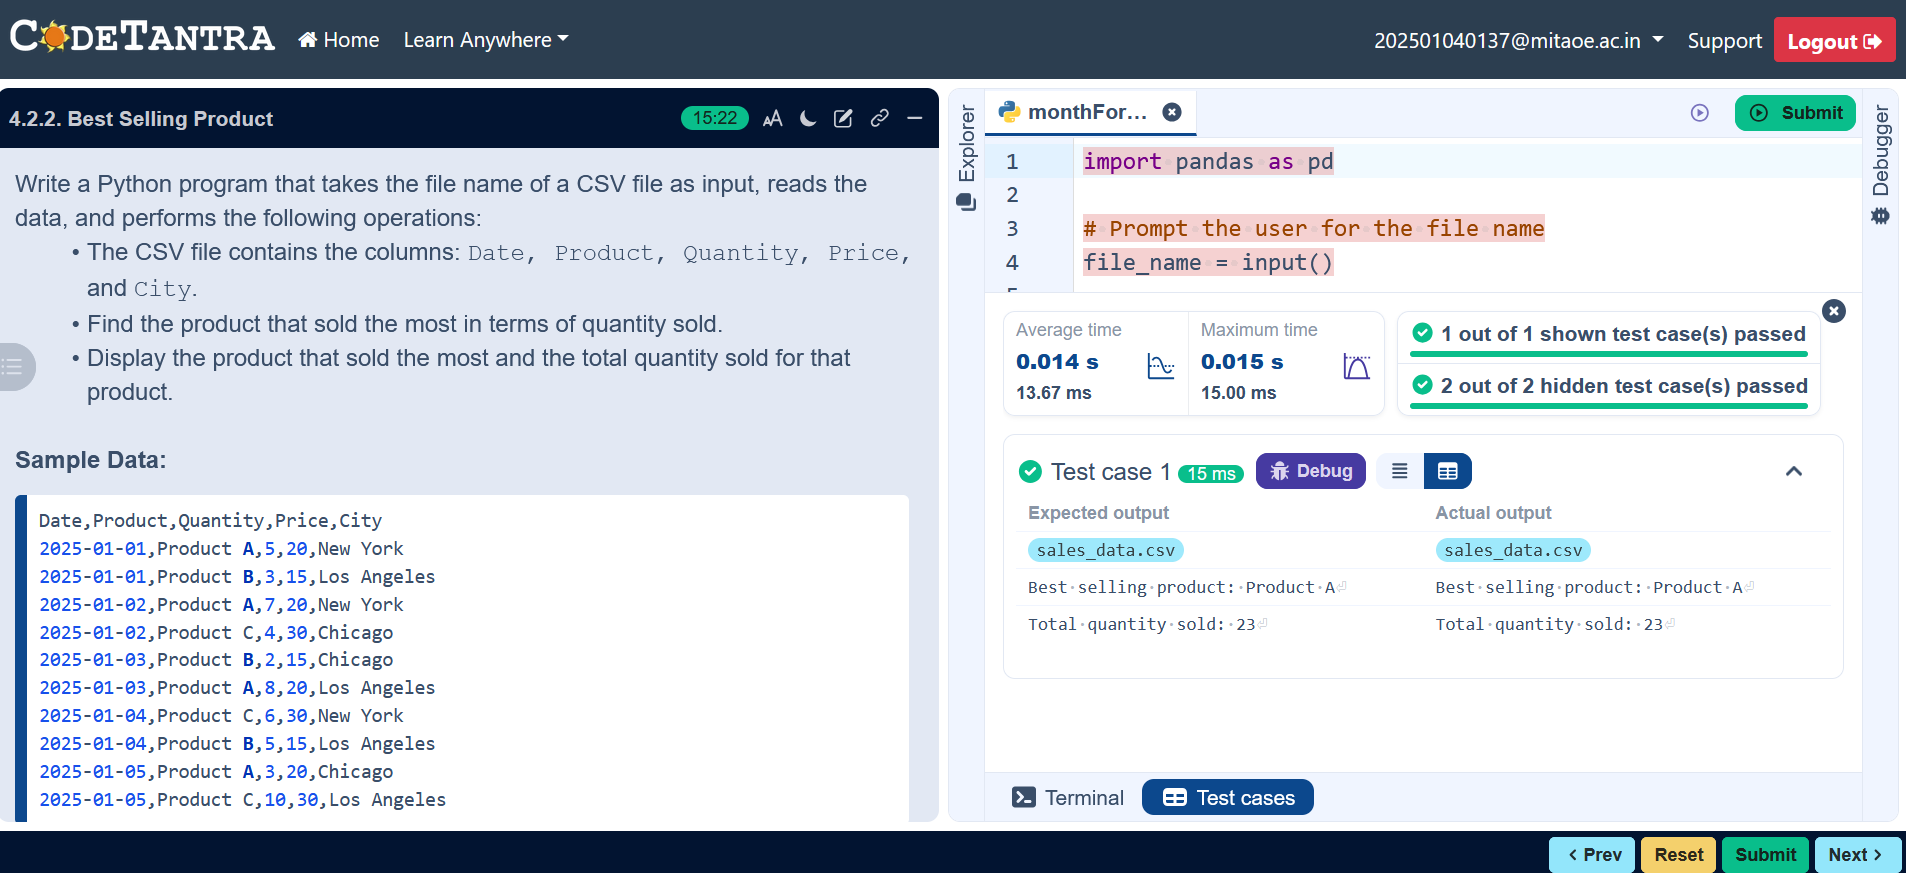 CODETANTRA Home Learn Anywhere 202501040137@mitaoe.ac.in Support Logout
4.2.2. Best Selling Product 15:22 AA
Write a Python program that takes the file name of a CSV file as input, reads the
data, and performs the following operations:
• The CSV file contains the columns: Date, Product, Quantity, Price,
and City.
• Find the product that sold the most in terms of quantity sold.
• Display the product that sold the most and the total quantity sold for that
product.
Sample Data:
Date,Product,Quantity,Price,City
2025-01-01,Product A,5,20,New York
2025-01-01,Product B,3,15,Los Angeles
2025-01-02,Product A,7,20,New York
2025-01-02,Product C,4,30,Chicago
2025-01-03,Product B,2,15,Chicago
2025-01-03,Product A,8,20,Los Angeles
2025-01-04,Product C,6,30,New York
2025-01-04,Product B,5,15,Los Angeles
2025-01-05,Product A,3,20,Chicago
2025-01-05,Product C,10,30,Los Angeles
Explorer
monthFor... Submit
Debugger
1 import pandas as pd
2
3 # Prompt the user for the file name
4 file_name = input()
Average time
0.014 s
13.67 ms
Maximum time
0.015 s
15.00 ms
1 out of 1 shown test case(s) passed
2 out of 2 hidden test case(s) passed
Test case 1 15 ms Debug
Expected output Actual output
sales_data.csv sales_data.csv
Best selling product: Product A Best selling product: Product A
Total quantity sold: 23 Total quantity sold: 23
Terminal Test cases
Prev Reset Submit Next